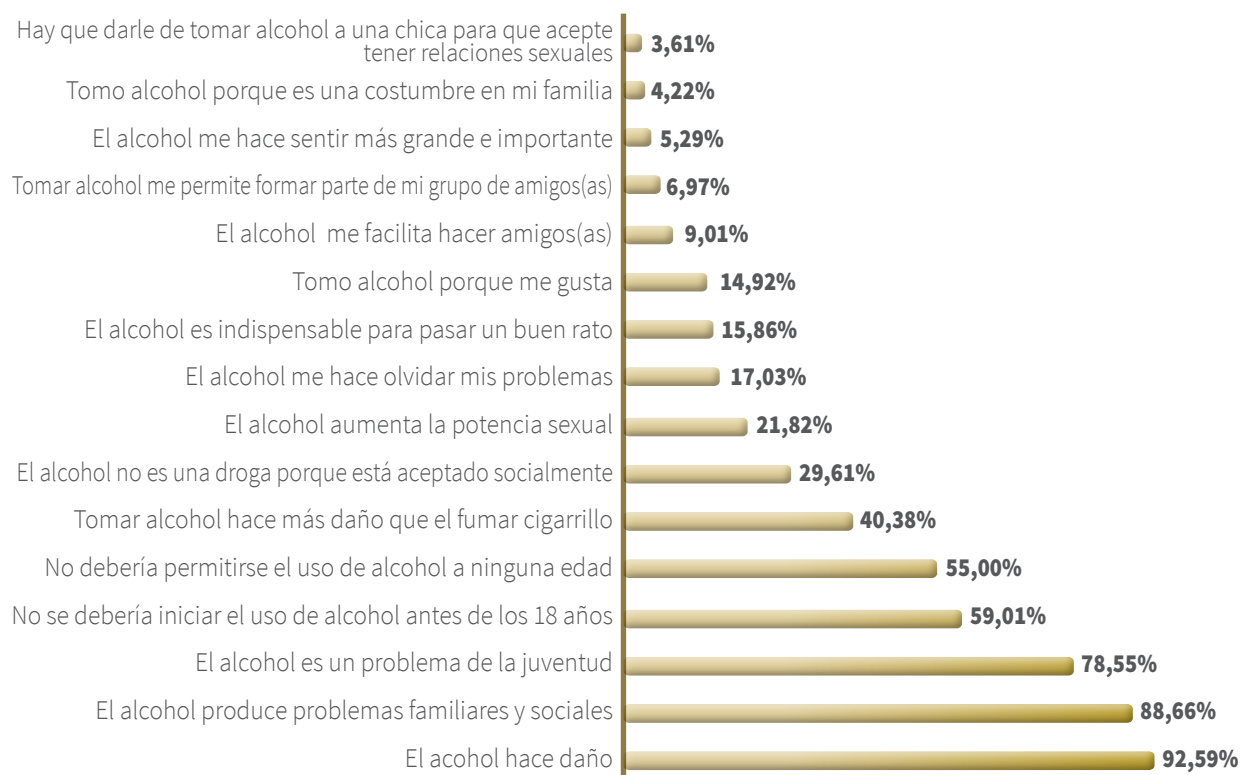 Hay que darle de tomar alcohol a una chica para que acepte
tener relaciones sexuales
3,61%
Tomo alcohol porque es una costumbre en mi familia
4,22%
El alcohol me hace sentir más grande e importante
5,29%
Tomar alcohol me permite formar parte de mi grupo de amigos(as)
6,97%
El alcohol me facilita hacer amigos(as)
9,01%
Tomo alcohol porque me gusta
14,92%
El alcohol es indispensable para pasar un buen rato
15,86%
El alcohol me hace olvidar mis problemas
17,03%
El alcohol aumenta la potencia sexual
21,82%
El alcohol no es una droga porque está aceptado socialmente
29,61%
Tomar alcohol hace más daño que el fumar cigarrillo
40,38%
No debería permitirse el uso de alcohol a ninguna edad
55,00%
No se debería iniciar el uso de alcohol antes de los 18 años
59,01%
El alcohol es un problema de la juventud
78,55%
El alcohol produce problemas familiares y sociales
88,66%
El acohol hace daño
92,59%